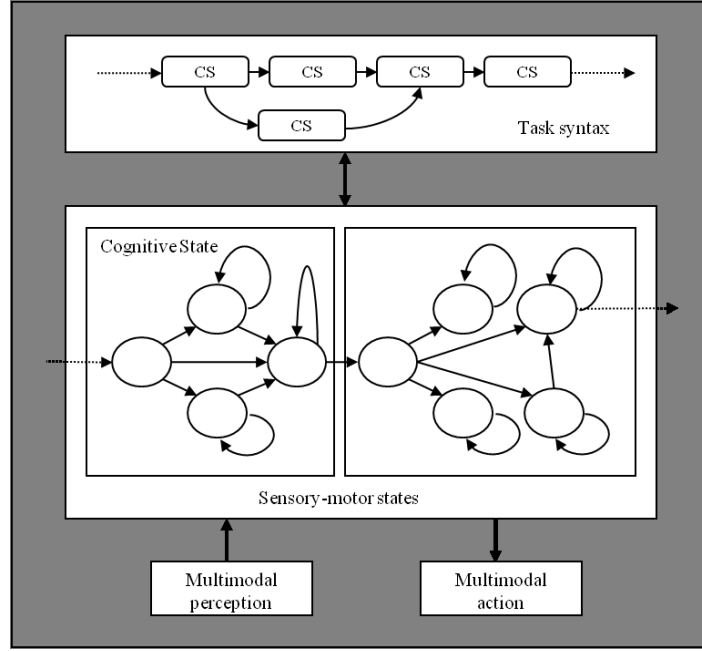 CS
CS
CS
CS
CS
Task syntax
Cognitive State
Sensory-motor states
Multimodal
perception
Multimodal
action